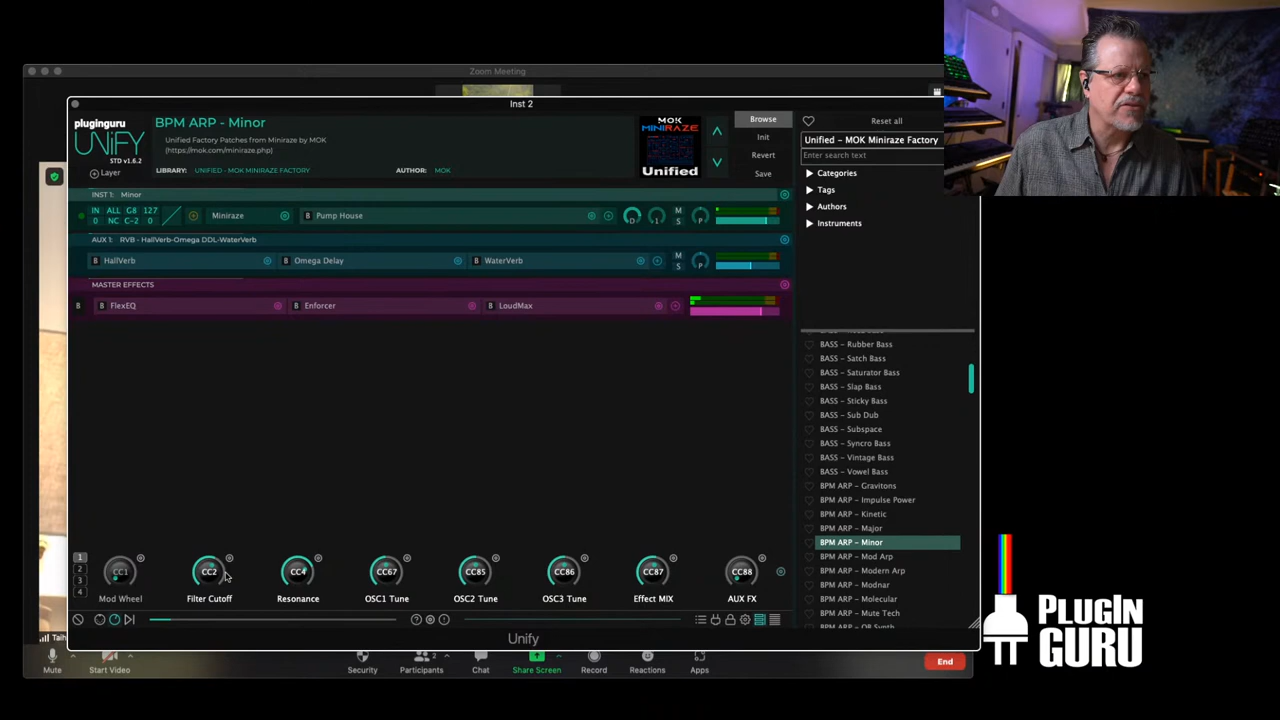 Zoom Meeting
Inst 2
pluginguru
UNiFY
STD v1.6.2
Layer
BPM ARP - Minor
Unified Factory Patches from Miniraze by MOK
(https://mok.com/miniraze.php)
LIBRARY: UNIFIED - MOK MINIRAZE FACTORY AUTHOR: MOK
MOK
MINIRAZE
Unified
Browse
Init
Revert
Save
Reset all
Unified – MOK Miniraze Factory
Enter search text
Categories
Tags
Authors
Instruments
INST 1: Minor
IN ALL G8 127
0 NC C-2 0
Miniraze
B Pump House
D
1
M
S
P
AUX 1: RVB - HallVerb-Omega DDL-WaterVerb
B HallVerb
B Omega Delay
B WaterVerb
M
S
P
MASTER EFFECTS
B
B FlexEQ
B Enforcer
B LoudMax
BASS – Rubber Bass
BASS – Satch Bass
BASS – Saturator Bass
BASS – Slap Bass
BASS – Sticky Bass
BASS – Sub Dub
BASS – Subspace
BASS – Syncro Bass
BASS – Vintage Bass
BASS – Vowel Bass
BPM ARP – Gravitons
BPM ARP – Impulse Power
BPM ARP – Kinetic
BPM ARP – Major
BPM ARP – Minor
BPM ARP – Mod Arp
BPM ARP – Modern Arp
BPM ARP – Modnar
BPM ARP – Molecular
BPM ARP – Mute Tech
1
2
3
4
CC1 CC2 CC4 CC67 CC85 CC86 CC87 CC88
Mod Wheel Filter Cutoff Resonance OSC1 Tune OSC2 Tune OSC3 Tune Effect MIX AUX FX
Unify
Mute
Start Video
Security
Participants
2
Chat
Share Screen
Record
Reactions
Apps
End
PLUGIN
GURU